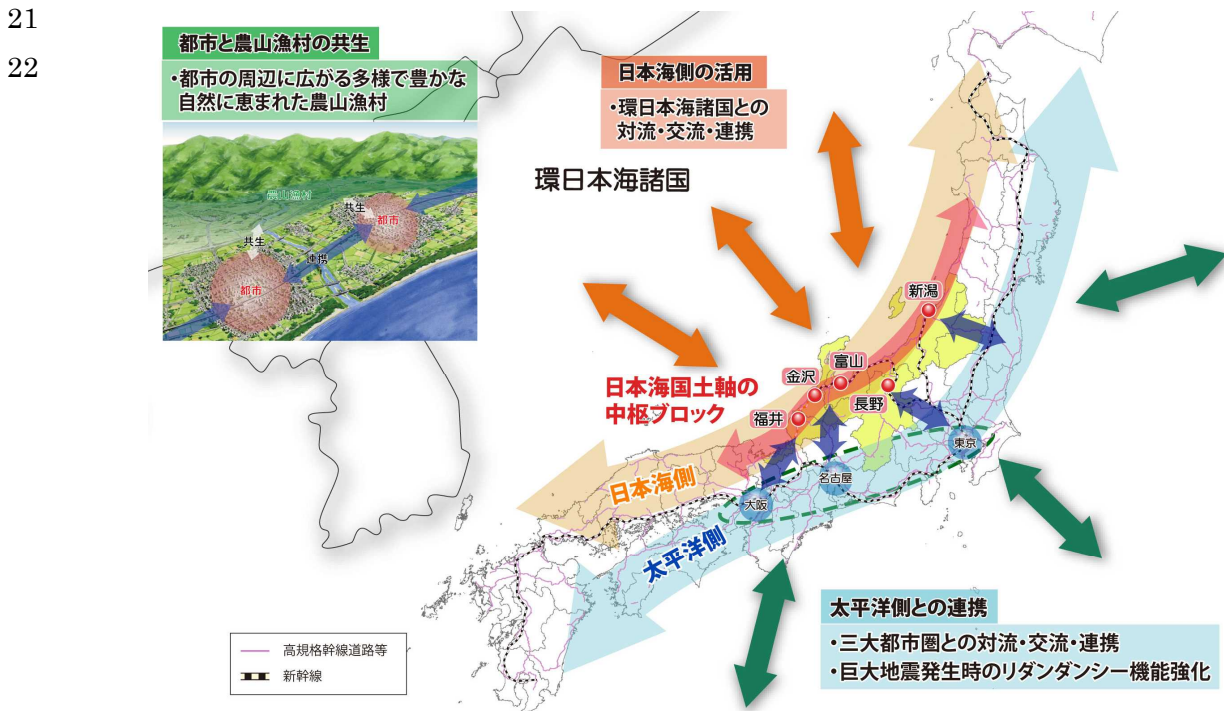 21
22
都市と農山漁村の共生
・都市の周辺に広がる多様で豊かな
自然に恵まれた農山漁村
農山漁村
共生
都市
共生
連携
都市
日本海側の活用
・環日本海諸国との
対流・交流・連携
環日本海諸国
新潟
富山
金沢
長野
福井
日本海国土軸の
中枢ブロック
東京
名古屋
大阪
日本海側
太平洋側
太平洋側との連携
・三大都市圏との対流・交流・連携
・巨大地震発生時のリダンダンシー機能強化
高規格幹線道路等
新幹線